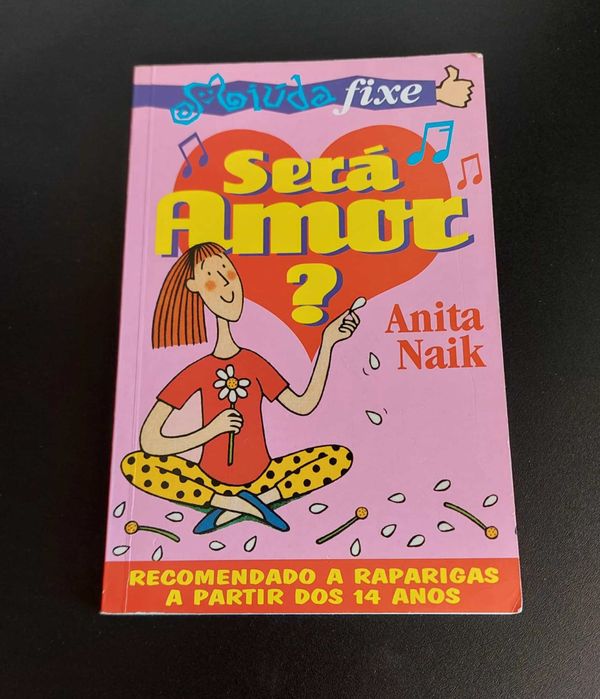 Miúda fixe
Será
Amor
?
Anita
Naik
RECOMENDADO A RAPARIGAS
A PARTIR DOS 14 ANOS